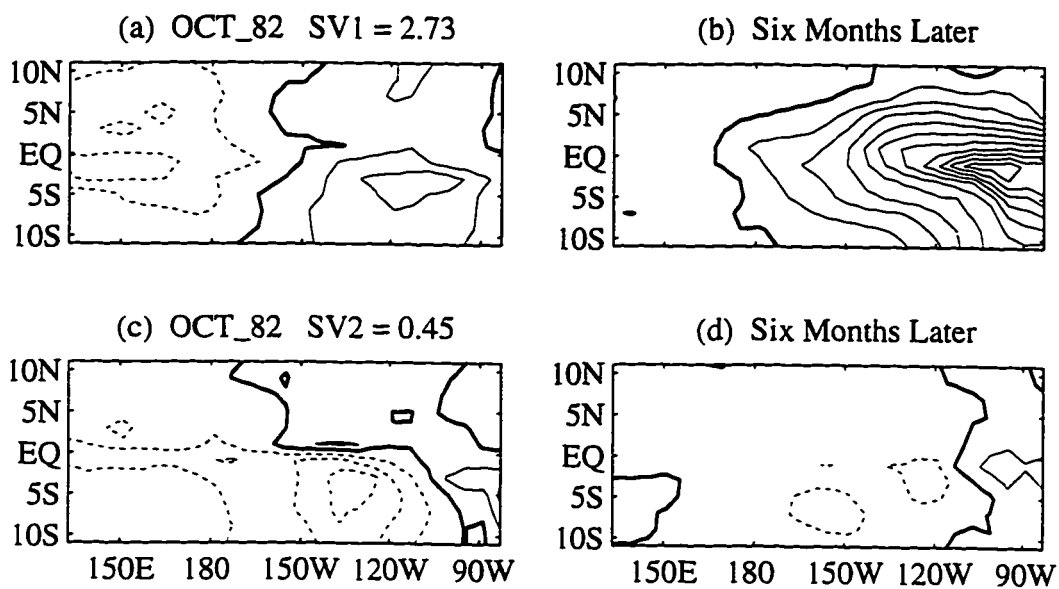 (a) OCT_82 SV1 = 2.73
(b) Six Months Later
10N
5N
EQ
5S
10S
10N
5N
EQ
5S
10S
(c) OCT_82 SV2 = 0.45
(d) Six Months Later
10N
5N
EQ
5S
10S
150E 180 150W 120W 90W
10N
5N
EQ
5S
10S
150E 180 150W 120W 90W